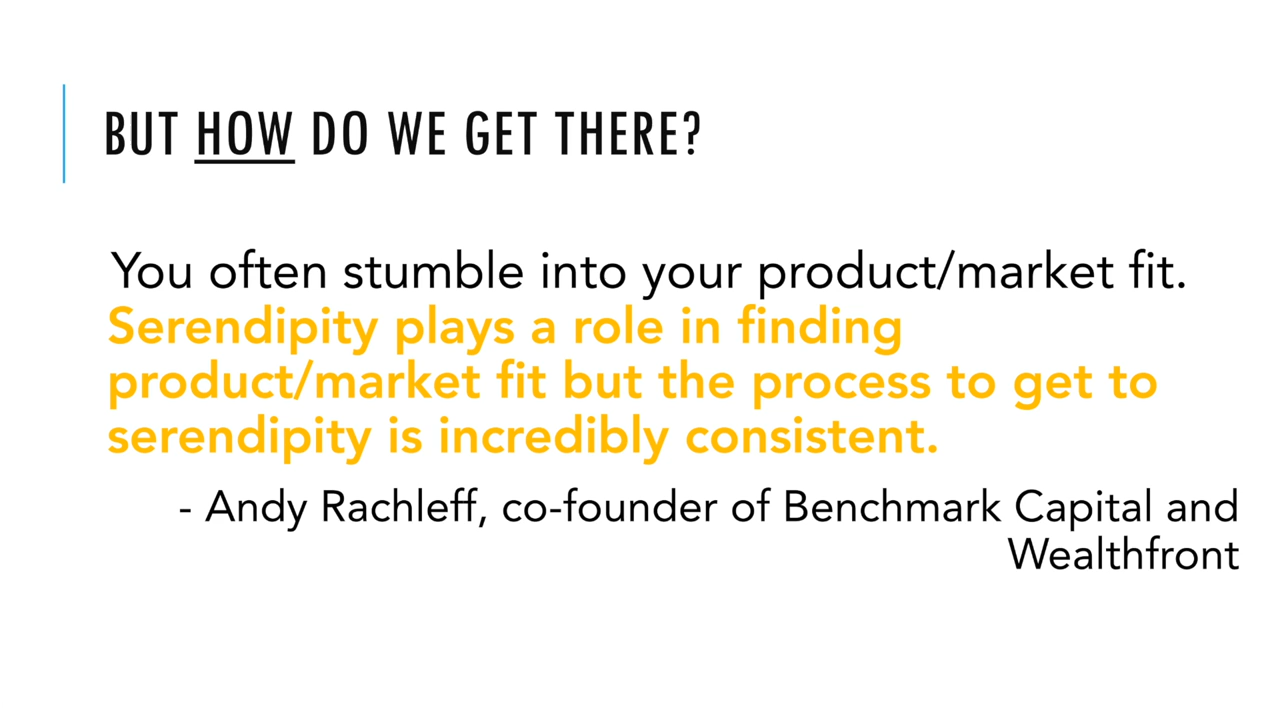 BUT HOW DO WE GET THERE?
You often stumble into your product/market fit.
Serendipity plays a role in finding
product/market fit but the process to get to
serendipity is incredibly consistent.
- Andy Rachleff, co-founder of Benchmark Capital and
Wealthfront